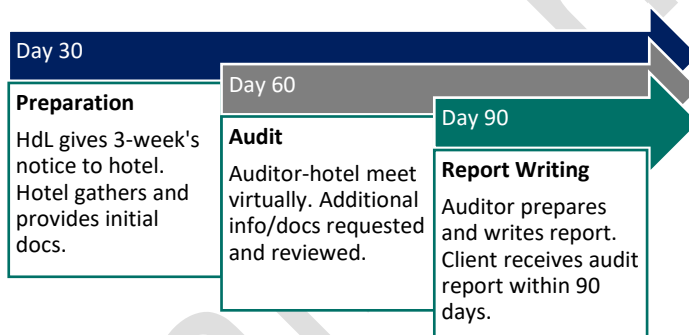 Day 30
Preparation
HdL gives 3-week's
notice to hotel.
Hotel gathers and
provides initial
docs.
Day 60
Audit
Auditor-hotel meet
virtually. Additional
info/docs requested
and reviewed.
Day 90
Report Writing
Auditor prepares
and writes report.
Client receives audit
report within 90
days.